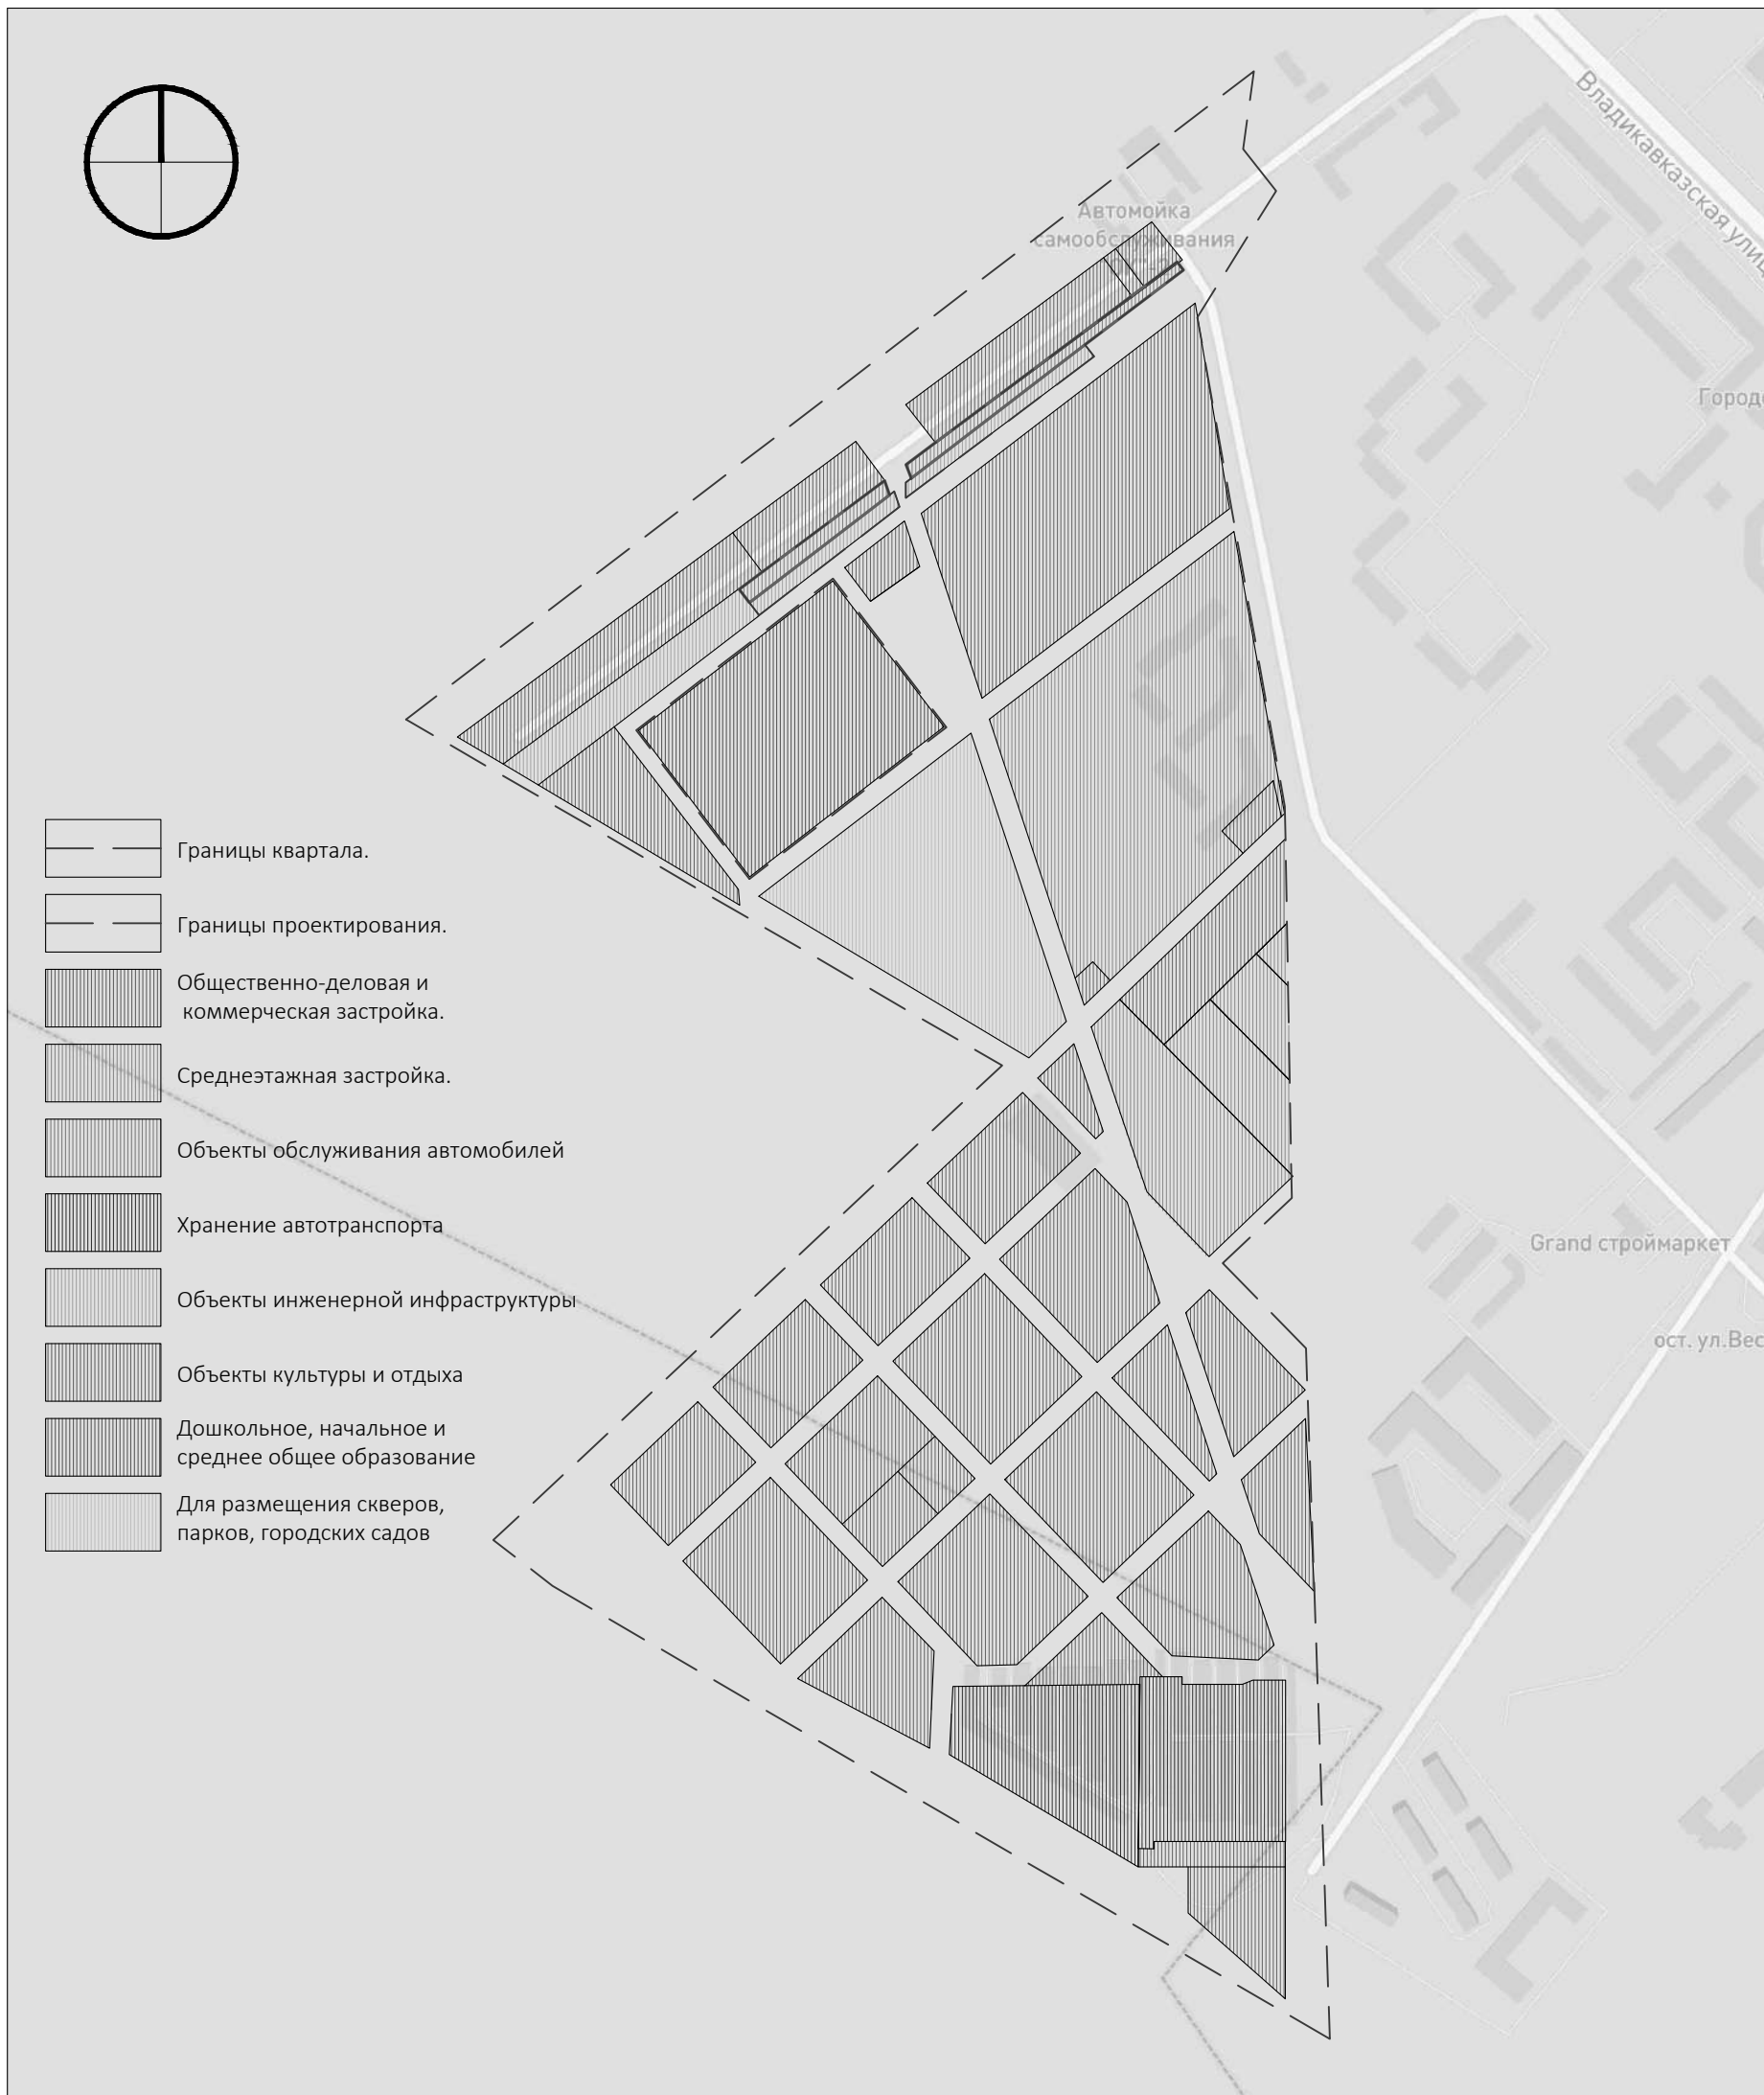 Владикавказская улица
Автомойка
самообслуживания
Grand строймаркет
Границы квартала.
Границы проектирования.
Общественно-деловая и
коммерческая застройка.
Среднеэтажная застройка.
Объекты обслуживания автомобилей
Хранение автотранспорта
Объекты инженерной инфраструктуры
Объекты культуры и отдыха
Дошкольное, начальное и
среднее общее образование
Для размещения скверов,
парков, городских садов
ост. ул.Вес